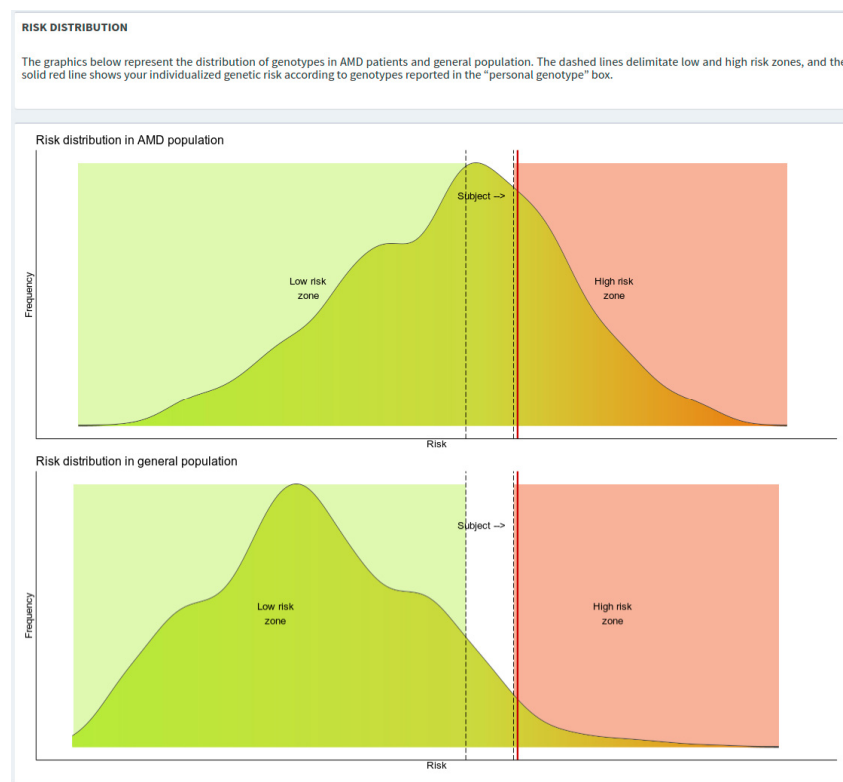 RISK DISTRIBUTION
The graphics below represent the distribution of genotypes in AMD patients and general population. The dashed lines delimitate low and high risk zones, and the
solid red line shows your individualized genetic risk according to genotypes reported in the “personal genotype” box.
Risk distribution in AMD population
Subject -->
Low risk
zone
High risk
zone
Frequency
Risk
Risk distribution in general population
Subject -->
Low risk
zone
High risk
zone
Frequency
Risk